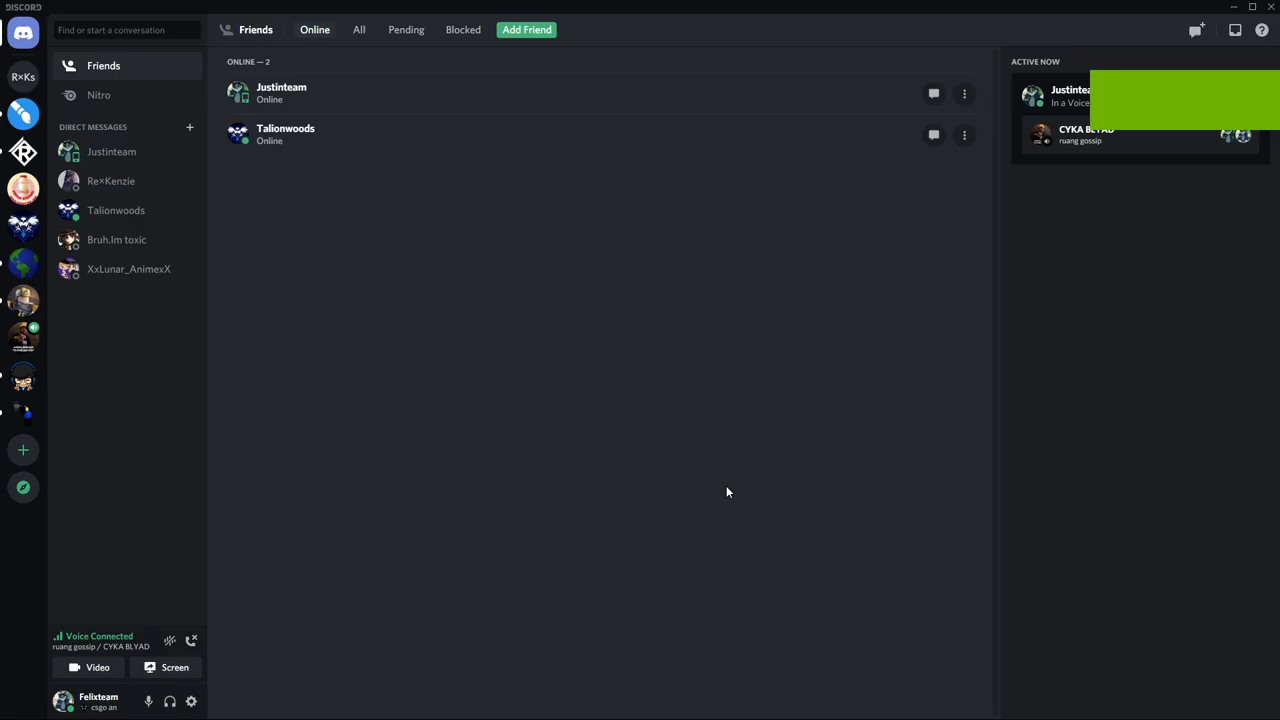 DISCORD
Find or start a conversation
Friends
Online
All
Pending
Blocked
Add Friend
R×Ks
Friends
Nitro
DIRECT MESSAGES
Justinteam
Re×Kenzie
Talionwoods
Bruh.Im toxic
XxLunar_AnimexX
ONLINE — 2
Justinteam
Online
Talionwoods
Online
ACTIVE NOW
In a Voice
CYKA BLYAD
ruang gossip
Voice Connected
ruang gossip / CYKA BLYAD
Video
Screen
Felixteam
csgo an